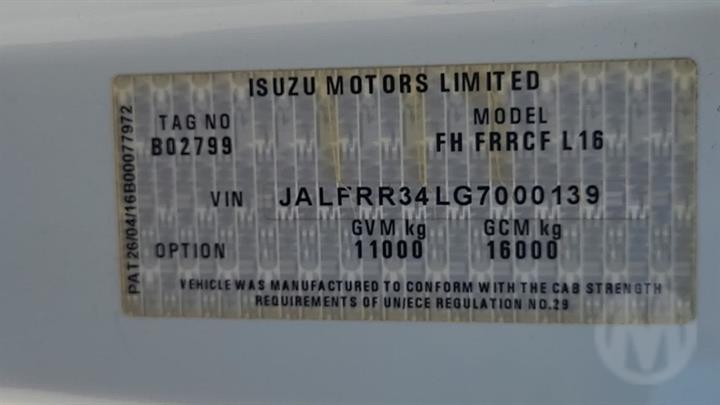 ISUZU MOTORS LIMITED
TAG NO MODEL
B02799 FH FRRCF L16
VIN JALFRR34LG7000139
GVM kg GCM kg
OPTION 11000 16000
VEHICLE WAS MANUFACTURED TO CONFORM WITH THE CAB STRENGTH
REQUIREMENTS OF UN/ECE REGULATION NO.29
PAT26/04/16B00077972
M